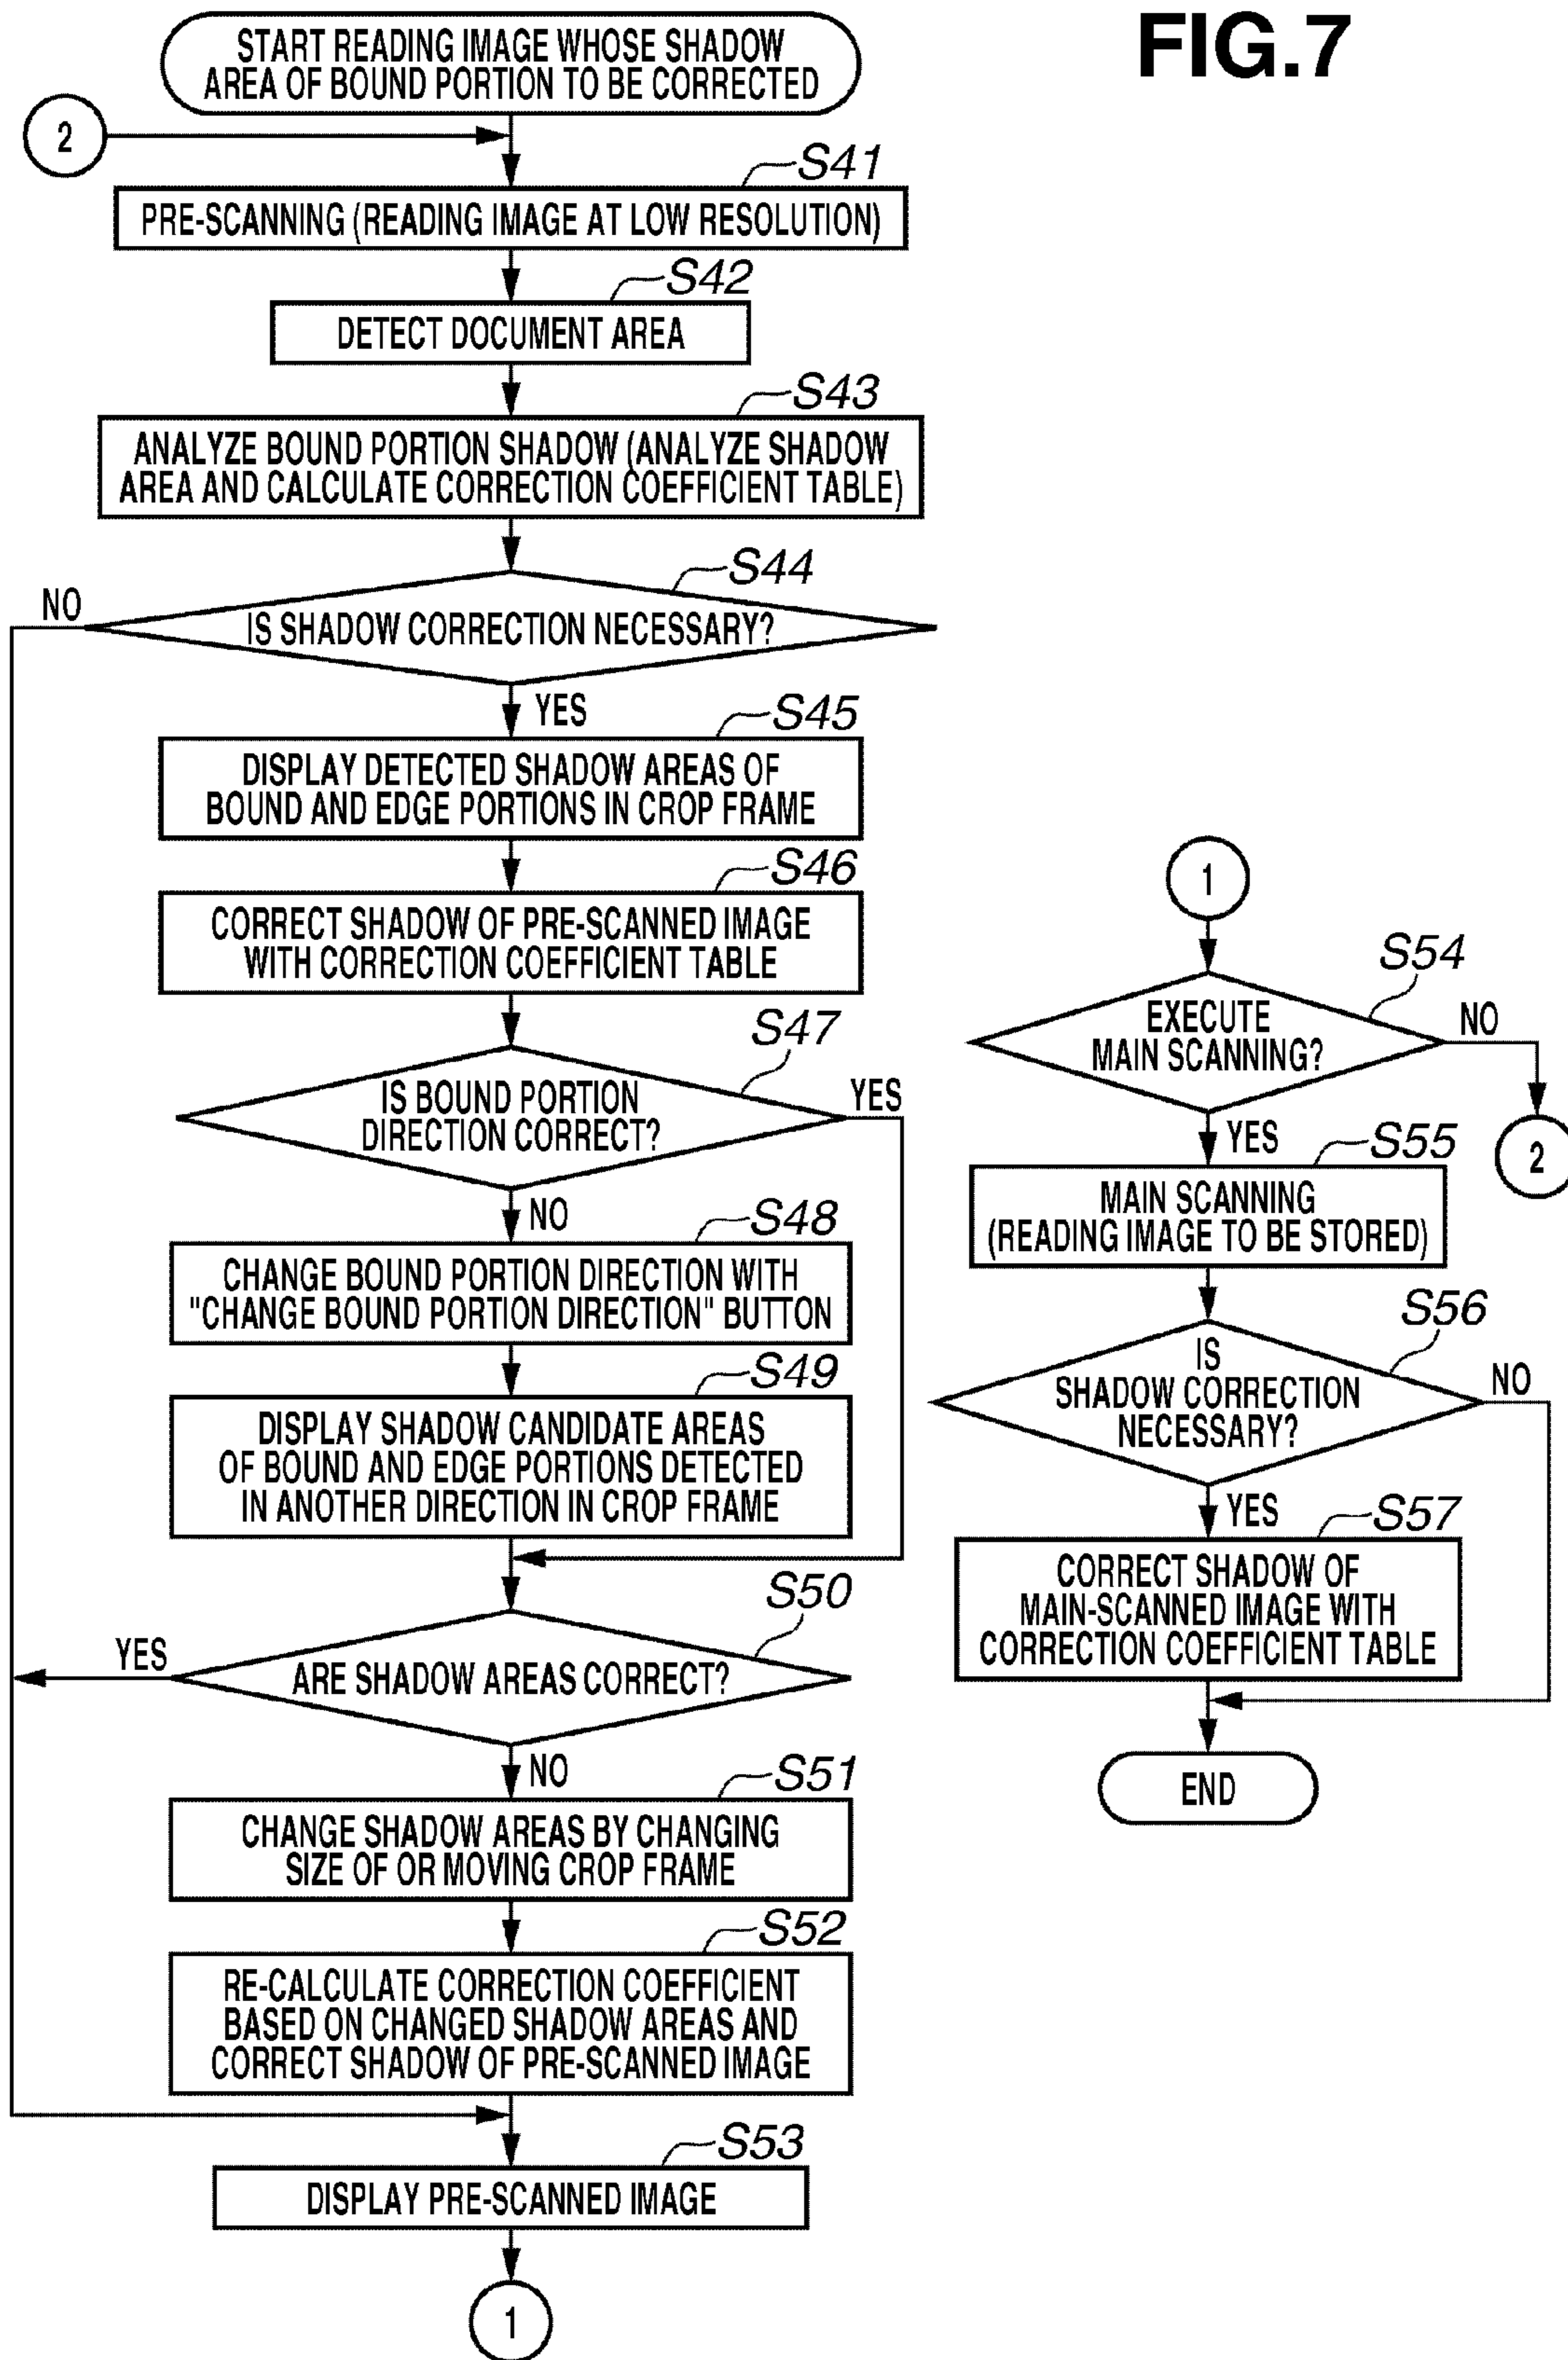 FIG.7
START READING IMAGE WHOSE SHADOW
AREA OF BOUND PORTION TO BE CORRECTED
2
S41
PRE-SCANNING (READING IMAGE AT LOW RESOLUTION)
S42
DETECT DOCUMENT AREA
S43
ANALYZE BOUND PORTION SHADOW (ANALYZE SHADOW
AREA AND CALCULATE CORRECTION COEFFICIENT TABLE)
S44
NO
IS SHADOW CORRECTION NECESSARY?
YES
S45
DISPLAY DETECTED SHADOW AREAS OF
BOUND AND EDGE PORTIONS IN CROP FRAME
S46
CORRECT SHADOW OF PRE-SCANNED IMAGE
WITH CORRECTION COEFFICIENT TABLE
S47
IS BOUND PORTION
DIRECTION CORRECT?
YES
NO
S48
CHANGE BOUND PORTION DIRECTION WITH
"CHANGE BOUND PORTION DIRECTION" BUTTON
S49
DISPLAY SHADOW CANDIDATE AREAS
OF BOUND AND EDGE PORTIONS DETECTED
IN ANOTHER DIRECTION IN CROP FRAME
S50
YES
ARE SHADOW AREAS CORRECT?
NO
S51
CHANGE SHADOW AREAS BY CHANGING
SIZE OF OR MOVING CROP FRAME
S52
RE-CALCULATE CORRECTION COEFFICIENT
BASED ON CHANGED SHADOW AREAS AND
CORRECT SHADOW OF PRE-SCANNED IMAGE
S53
DISPLAY PRE-SCANNED IMAGE
1
1
S54
EXECUTE
MAIN SCANNING?
NO
2
YES
S55
MAIN SCANNING
(READING IMAGE TO BE STORED)
S56
IS
SHADOW CORRECTION
NECESSARY?
NO
YES
S57
CORRECT SHADOW OF
MAIN-SCANNED IMAGE WITH
CORRECTION COEFFICIENT TABLE
END